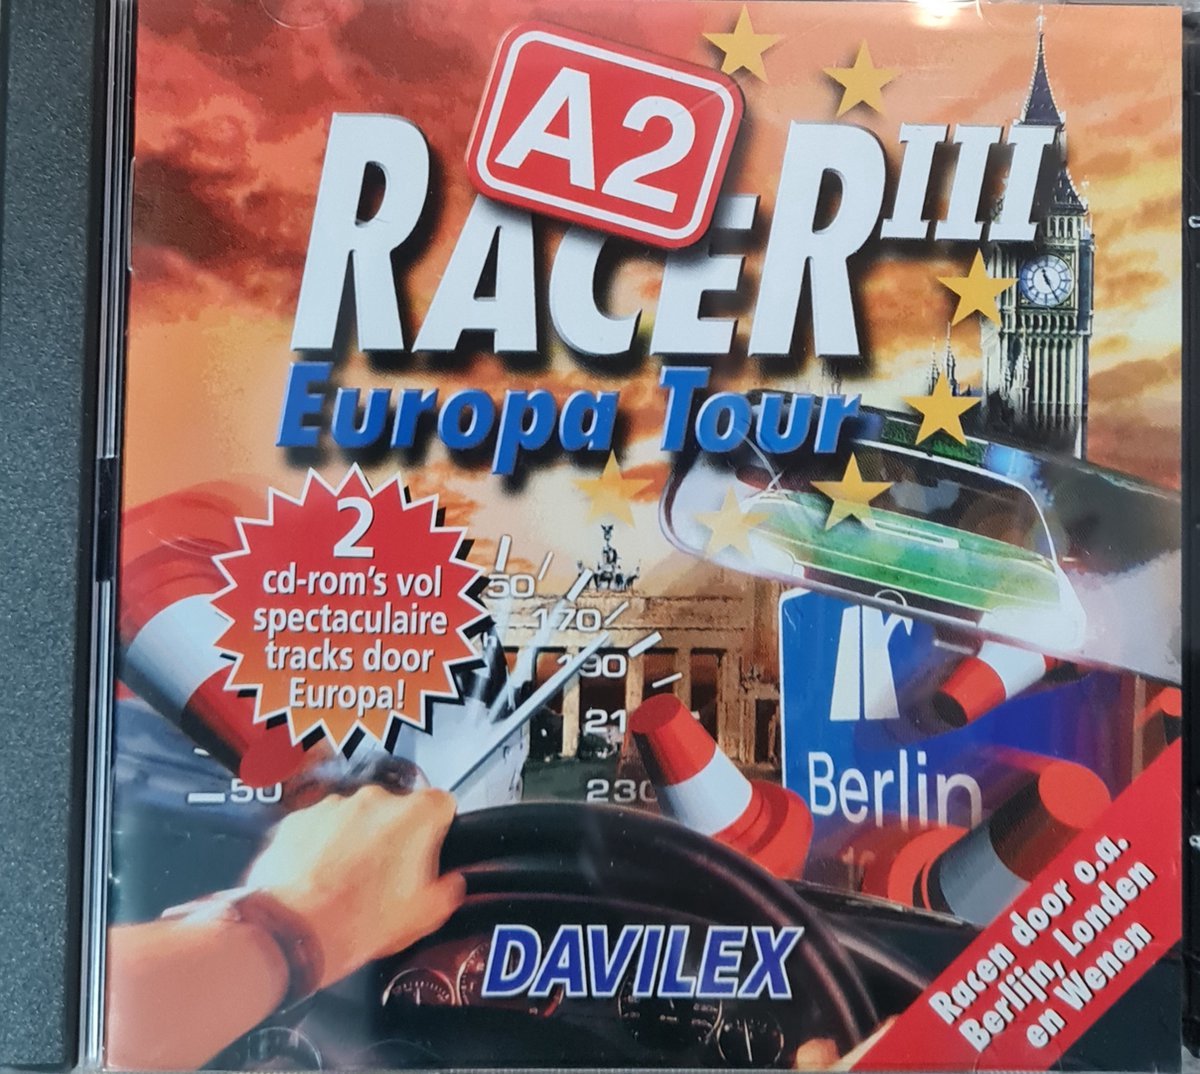 A2
RACER III
Europa Tour
2
cd-rom's vol
spectaculaire
tracks door
Europa!
50
170
190
21
230
50
Berlin
DAVILEX
Racen door o.a.
Berlijn, Londen
en Wenen